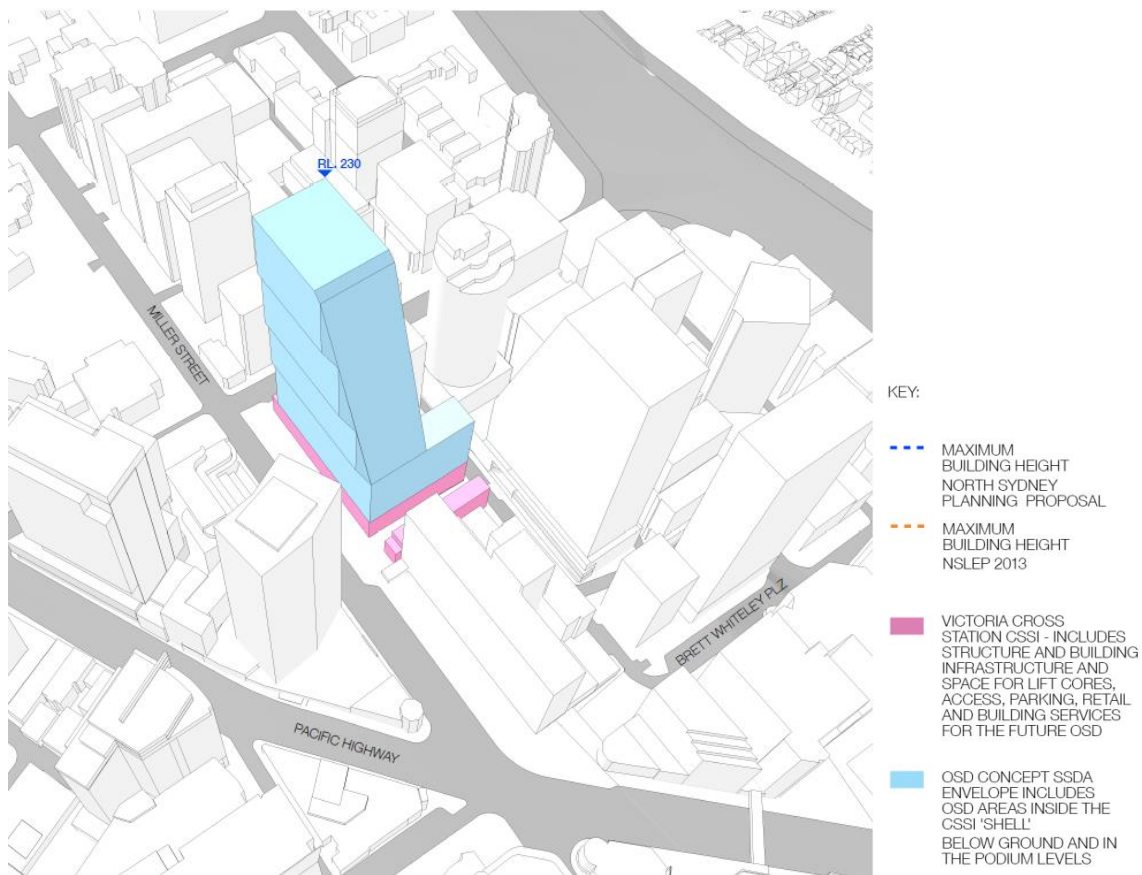 RL. 230
MILLER STREET
BRETT WHITELEY PLZ
PACIFIC HIGHWAY
KEY:
MAXIMUM
BUILDING HEIGHT
NORTH SYDNEY
PLANNING PROPOSAL
MAXIMUM
BUILDING HEIGHT
NSLEP 2013
VICTORIA CROSS
STATION CSSI - INCLUDES
STRUCTURE AND BUILDING
INFRASTRUCTURE AND
SPACE FOR LIFT CORES,
ACCESS, PARKING, RETAIL
AND BUILDING SERVICES
FOR THE FUTURE OSD
OSD CONCEPT SSDA
ENVELOPE INCLUDES
OSD AREAS INSIDE THE
CSSI 'SHELL'
BELOW GROUND AND IN
THE PODIUM LEVELS